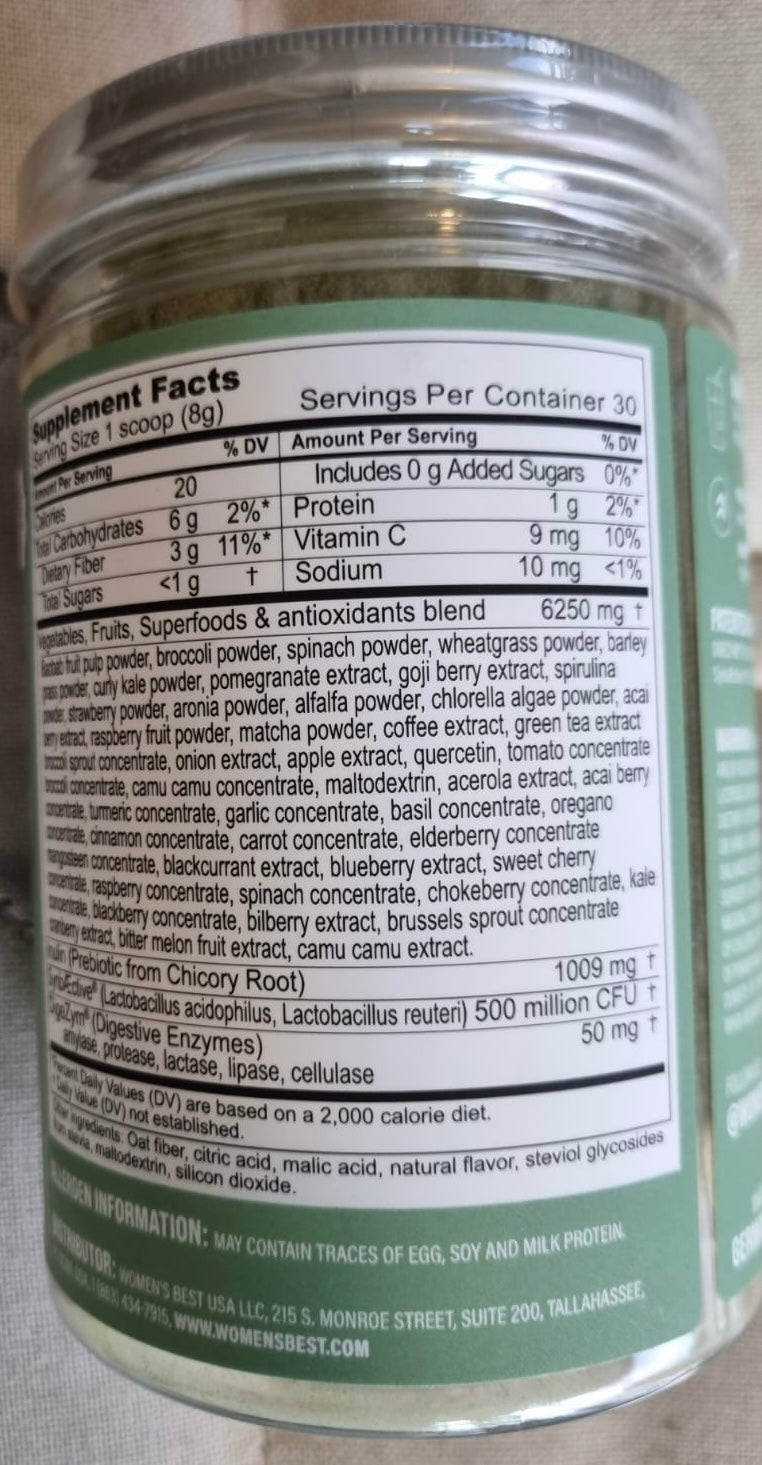 Supplement Facts
Serving Size 1 scoop (8g)
Servings Per Container 30
Amount Per Serving % DV
Amount Per Serving % DV
Calories 20
Total Carbohydrates 6 g 2%*
Dietary Fiber 3 g 11%*
Total Sugars <1 g †
Includes 0 g Added Sugars 0%*
Protein 1 g 2%*
Vitamin C 9 mg 10%
Sodium 10 mg <1%
Vegetables, Fruits, Superfoods & antioxidants blend 6250 mg †
fruit pulp powder, broccoli powder, spinach powder, wheatgrass powder, barley
grass powder, curly kale powder, pomegranate extract, goji berry extract, spirulina
powder, strawberry powder, aronia powder, alfalfa powder, chlorella algae powder, acai
berry extract, raspberry fruit powder, matcha powder, coffee extract, green tea extract
broccoli sprout concentrate, onion extract, apple extract, quercetin, tomato concentrate
broccoli concentrate, camu camu concentrate, maltodextrin, acerola extract, acai berry
concentrate, turmeric concentrate, garlic concentrate, basil concentrate, oregano
concentrate, cinnamon concentrate, carrot concentrate, elderberry concentrate
mangosteen concentrate, blackcurrant extract, blueberry extract, sweet cherry
concentrate, raspberry concentrate, spinach concentrate, chokeberry concentrate, kale
concentrate, blackberry concentrate, bilberry extract, brussels sprout concentrate
extract, bitter melon fruit extract, camu camu extract.
Inulin (Prebiotic from Chicory Root) 1009 mg †
(Lactobacillus acidophilus, Lactobacillus reuteri) 500 million CFU †
DigeZym® (Digestive Enzymes) 50 mg †
amylase, protease, lactase, lipase, cellulase
Percent Daily Values (DV) are based on a 2,000 calorie diet.
† Daily Value (DV) not established.
Other ingredients: Oat fiber, citric acid, malic acid, natural flavor, steviol glycosides
from stevia, maltodextrin, silicon dioxide.
ALLERGEN INFORMATION: MAY CONTAIN TRACES OF EGG, SOY AND MILK PROTEIN.
DISTRIBUTOR: WOMEN'S BEST USA LLC, 215 S. MONROE STREET, SUITE 200, TALLAHASSEE,
434-7915, WWW.WOMENSBEST.COM